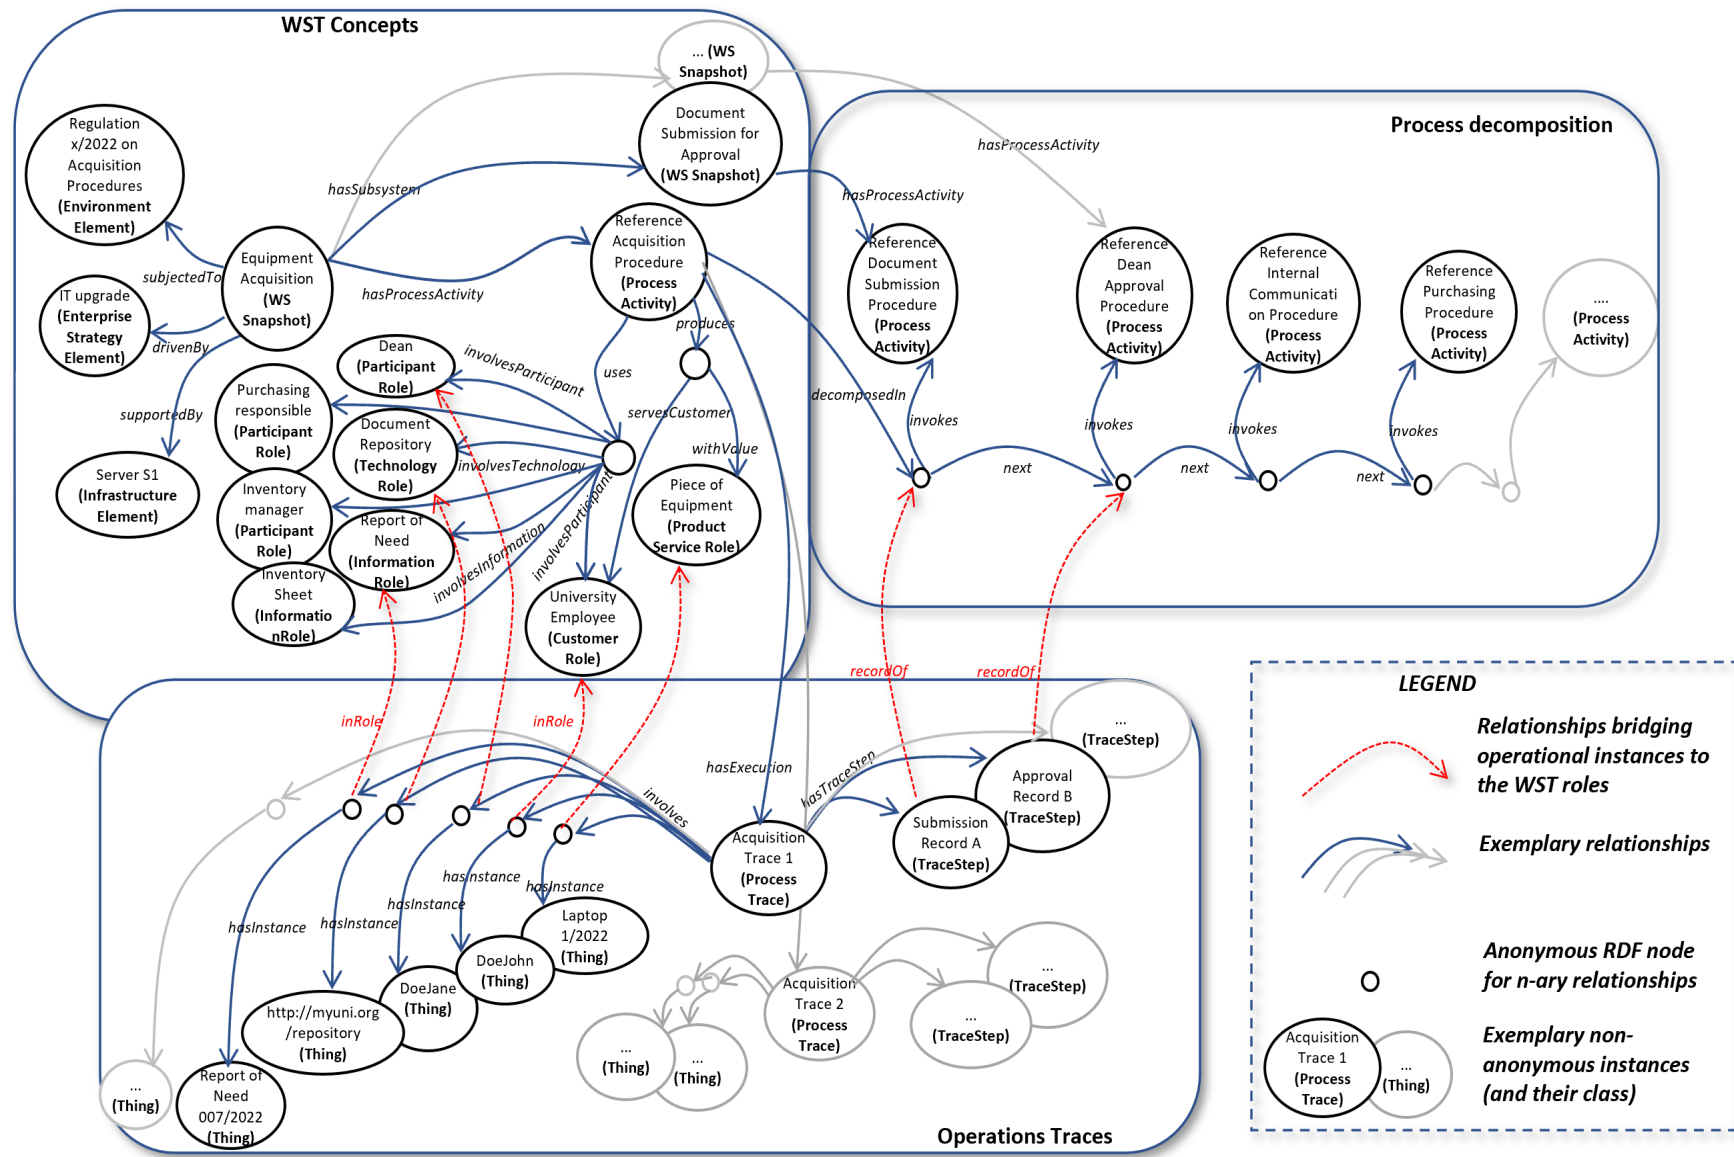 WST Concepts
... (WS
Snapshot)
Document
Submission for
Approval
(WS Snapshot)
Regulation
x/2022 on
Acquisition
Procedures
(Environment
Element)
hasSubsystem
Equipment
Acquisition
(WS
Snapshot)
subjectedTo
IT upgrade
(Enterprise
Strategy
Element)
drivenBy
supportedBy
Server S1
(Infrastructure
Element)
hasProcessActivity
Reference
Acquisition
Procedure
(Process
Activity)
produces
uses
Dean
(Participant
Role)
involvesParticipant
Purchasing
responsible
(Participant
Role)
Document
Repository
(Technology
Role)
involvesTechnology
Inventory
manager
(Participant
Role)
Report of
Need
(Information
Role)
involvesInformation
Inventory
Sheet
(Informatio
nRole)
involvesParticipant
servesCustomer
withValue
Piece of
Equipment
(Product
Service Role)
University
Employee
(Customer
Role)
Process decomposition
hasProcessActivity
hasProcessActivity
Reference
Document
Submission
Procedure
(Process
Activity)
Reference
Dean
Approval
Procedure
(Process
Activity)
Reference
Internal
Communicati
on Procedure
(Process
Activity)
Reference
Purchasing
Procedure
(Process
Activity)
....
(Process
Activity)
decomposedIn
invokes
invokes
invokes
invokes
next
next
next
recordOf
recordOf
inRole
inRole
hasExecution
hasTraceStep
involves
...
(TraceStep)
Approval
Record B
(TraceStep)
Submission
Record A
(TraceStep)
Acquisition
Trace 1
(Process
Trace)
hasInstance
hasInstance
hasInstance
hasInstance
hasInstance
Laptop
1/2022
(Thing)
DoeJohn
(Thing)
DoeJane
(Thing)
http://myuni.org
/repository
(Thing)
Report of
Need
007/2022
(Thing)
...
(Thing)
...
(Thing)
...
(Thing)
Acquisition
Trace 2
(Process
Trace)
...
(TraceStep)
...
(TraceStep)
Operations Traces
LEGEND
Relationships bridging
operational instances to
the WST roles
Exemplary relationships
Anonymous RDF node
for n-ary relationships
Acquisition
Trace 1
(Process
Trace)
...
(Thing)
Exemplary non-
anonymous instances
(and their class)